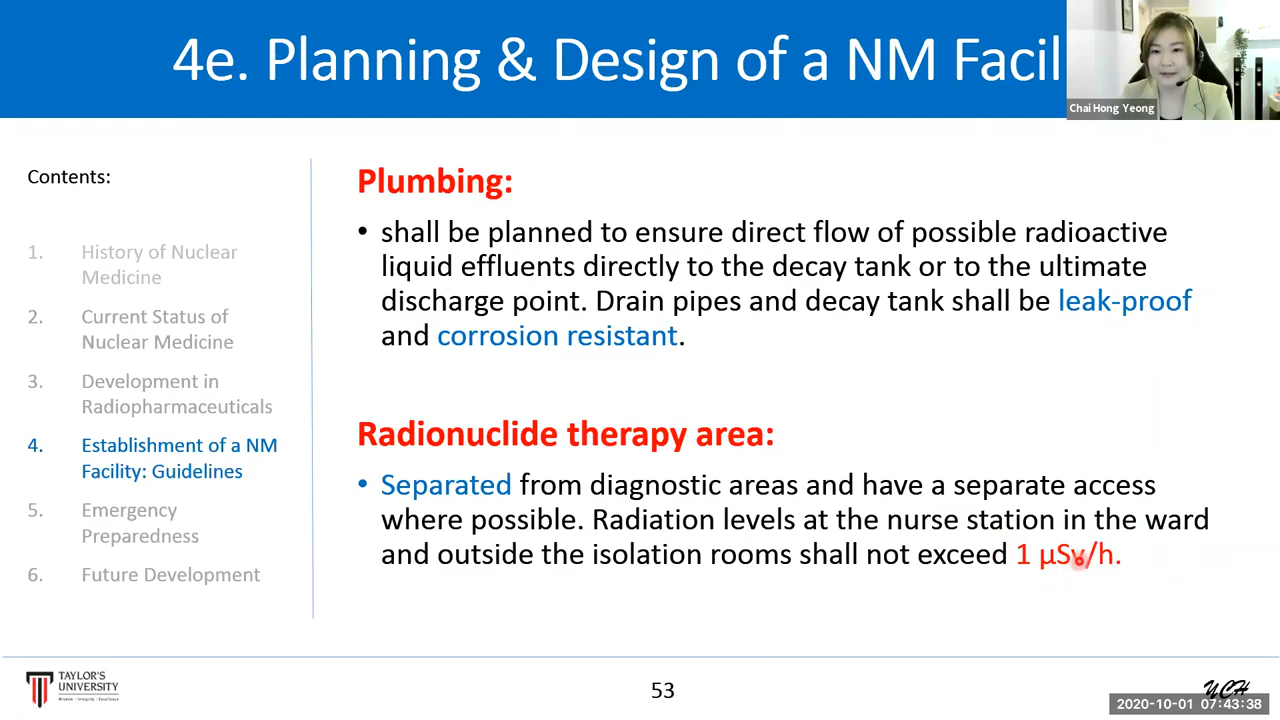 4e. Planning & Design of a NM Facil
Chai Hong Yeong
Contents:
1. History of Nuclear
Medicine
2. Current Status of
Nuclear Medicine
3. Development in
Radiopharmaceuticals
4. Establishment of a NM
Facility: Guidelines
5. Emergency
Preparedness
6. Future Development
Plumbing:
• shall be planned to ensure direct flow of possible radioactive
liquid effluents directly to the decay tank or to the ultimate
discharge point. Drain pipes and decay tank shall be leak-proof
and corrosion resistant.
Radionuclide therapy area:
• Separated from diagnostic areas and have a separate access
where possible. Radiation levels at the nurse station in the ward
and outside the isolation rooms shall not exceed 1 µSv/h.
TAYLOR'S
UNIVERSITY
Wisdom • Integrity • Excellence
53
YCH
2020-10-01 07:43:38